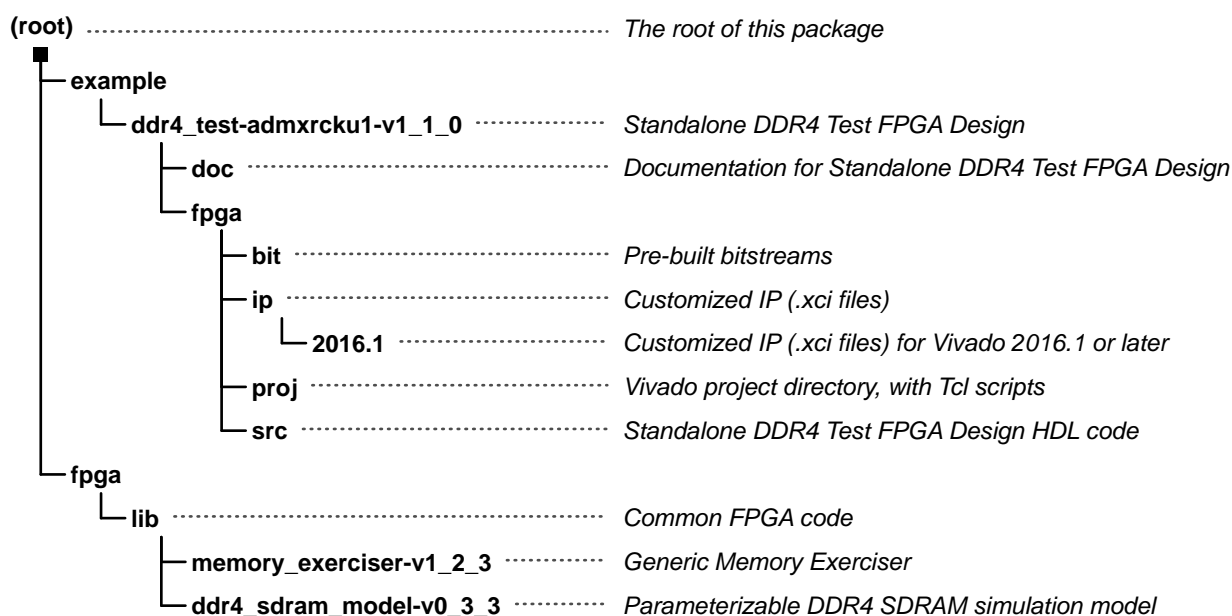 (root) The root of this package
example
ddr4_test-admxrcku1-v1_1_0 Standalone DDR4 Test FPGA Design
doc Documentation for Standalone DDR4 Test FPGA Design
fpga
bit Pre-built bitstreams
ip Customized IP (.xci files)
2016.1 Customized IP (.xci files) for Vivado 2016.1 or later
proj Vivado project directory, with Tcl scripts
src Standalone DDR4 Test FPGA Design HDL code
fpga
lib Common FPGA code
memory_exerciser-v1_2_3 Generic Memory Exerciser
ddr4_sdram_model-v0_3_3 Parameterizable DDR4 SDRAM simulation model